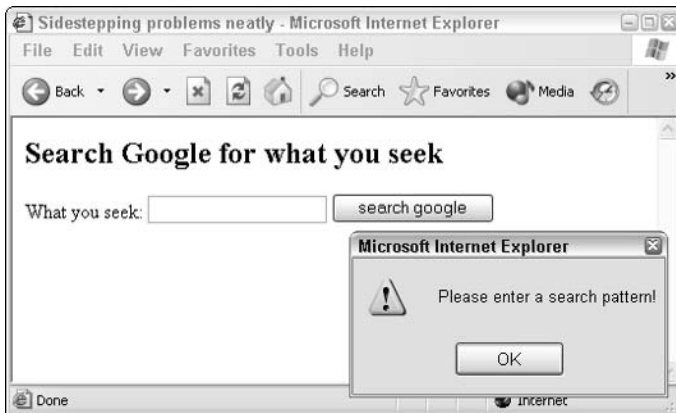 Sidestepping problems neatly - Microsoft Internet Explorer
File Edit View Favorites Tools Help
Back Search Favorites Media »
Search Google for what you seek
What you seek: search google
Microsoft Internet Explorer
Please enter a search pattern!
OK
Done Internet